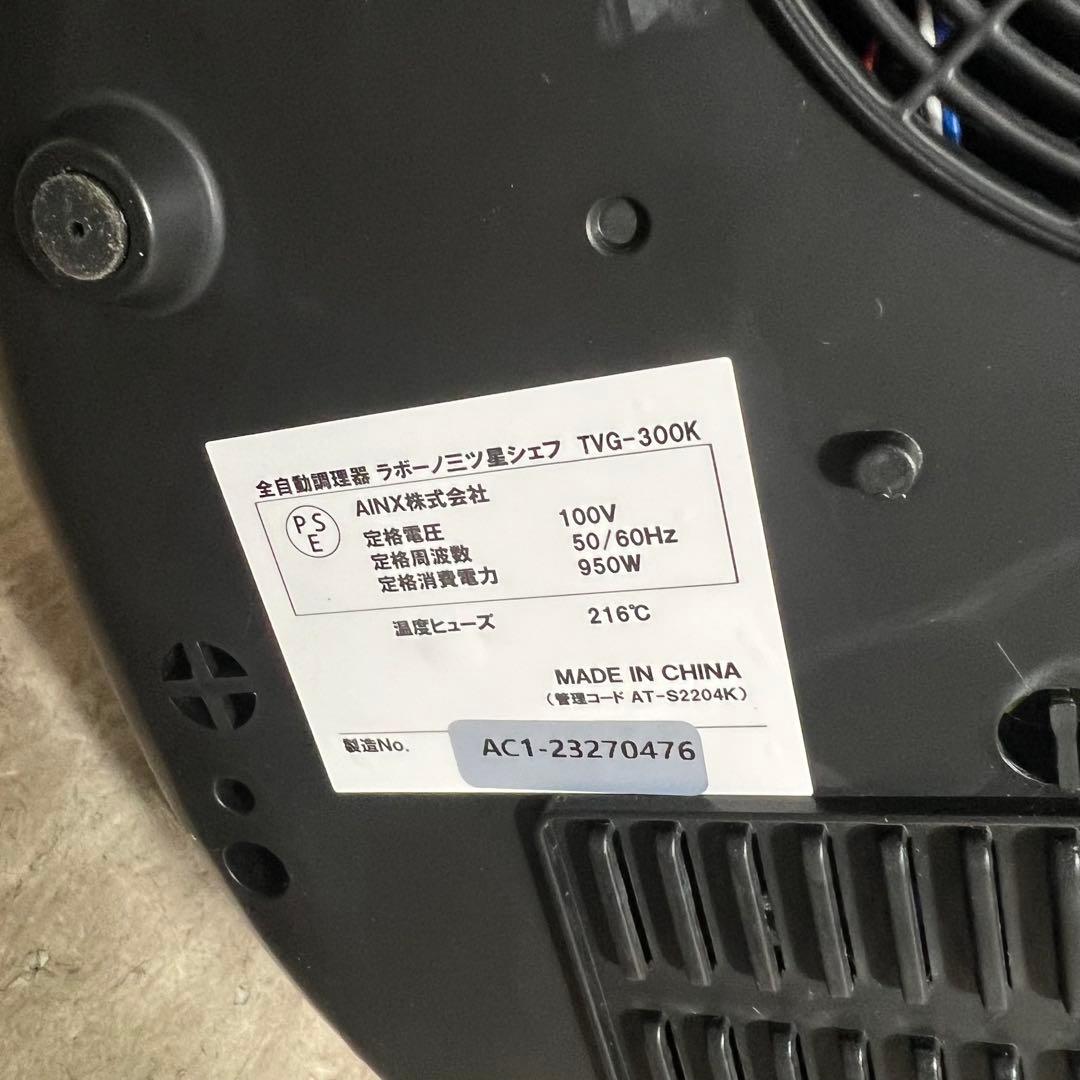 全自動調理器 ラボーノ三ツ星シェフ TVG-300K
PSE
AINX株式会社
定格電圧 100V
定格周波数 50/60Hz
定格消費電力 950W
温度ヒューズ 216℃
MADE IN CHINA
(管理コード AT-S2204K)
製造No. AC1-23270476